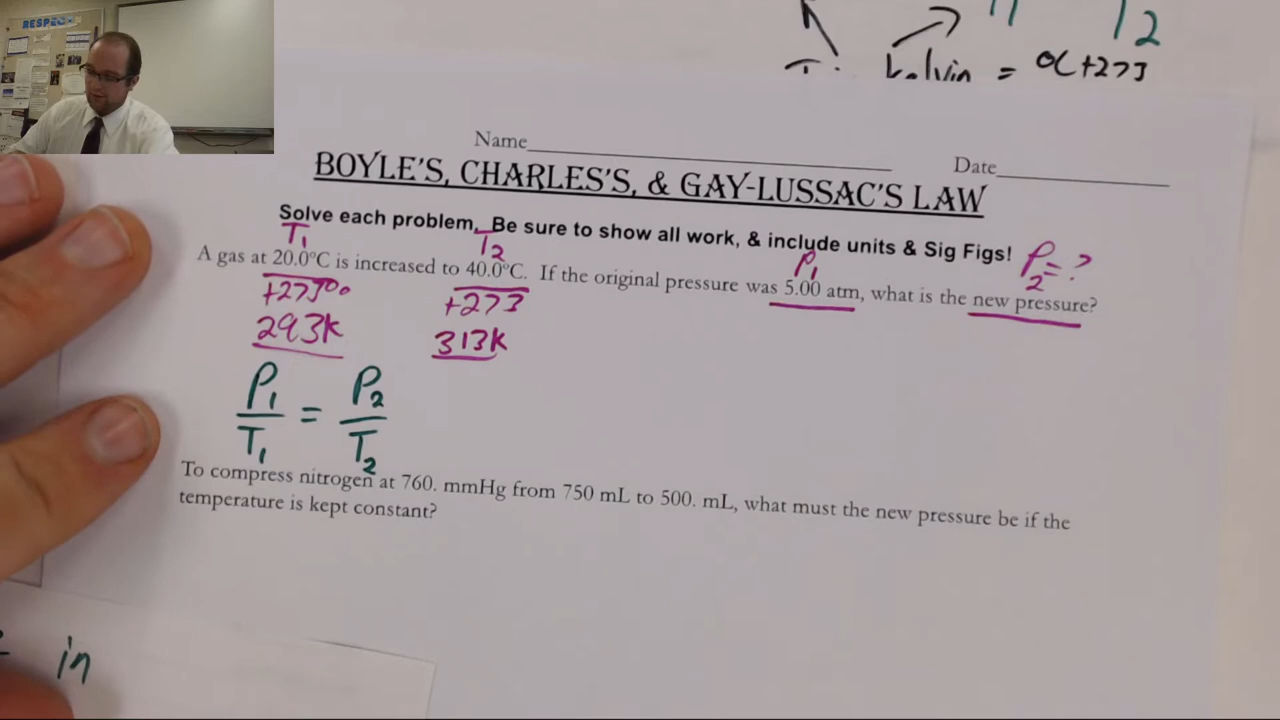 RESPEC
T2
Kelvin = °C+273
Name Date
BOYLE'S, CHARLES'S, & GAY-LUSSAC'S LAW
Solve each problem. Be sure to show all work, & include units & Sig Figs!
T1 T2 P1 P2=?
A gas at 20.0°C is increased to 40.0°C. If the original pressure was 5.00 atm, what is the new pressure?
+273 +273
293K 313K
P1 = P2
T1 T2
To compress nitrogen at 760. mmHg from 750 mL to 500. mL, what must the new pressure be if the
temperature is kept constant?
in